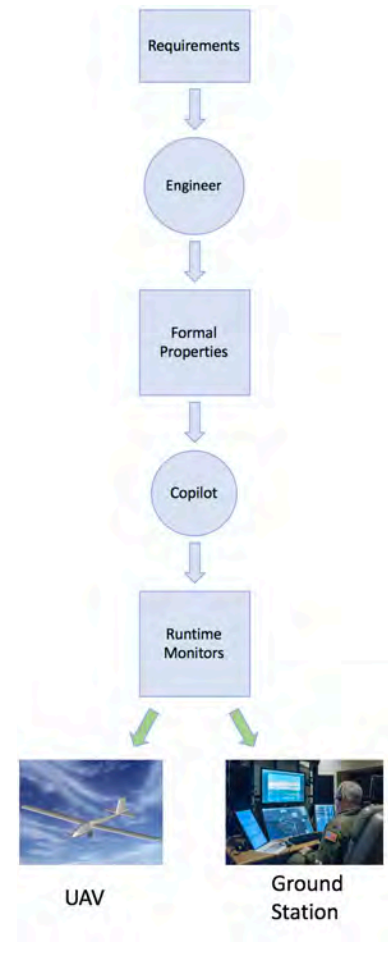 Requirements
Engineer
Formal
Properties
Copilot
Runtime
Monitors
UAV
Ground
Station